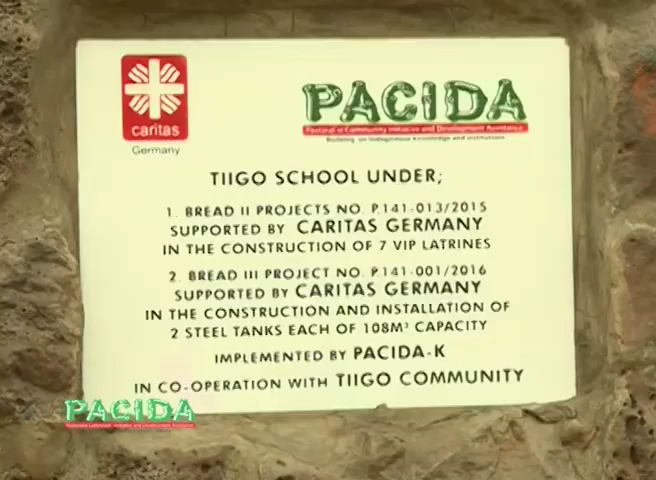 caritas
Germany
PACIDA
Pastoralist Community Initiative and Development Assistance
Building on Indigenous Knowledge and Institutions
TIIGO SCHOOL UNDER;
1. BREAD II PROJECTS NO. P.141-013/2015
SUPPORTED BY CARITAS GERMANY
IN THE CONSTRUCTION OF 7 VIP LATRINES
2. BREAD III PROJECT NO. P.141-001/2016
SUPPORTED BY CARITAS GERMANY
IN THE CONSTRUCTION AND INSTALLATION OF
2 STEEL TANKS EACH OF 108M³ CAPACITY
IMPLEMENTED BY PACIDA-K
IN CO-OPERATION WITH TIIGO COMMUNITY
PACIDA